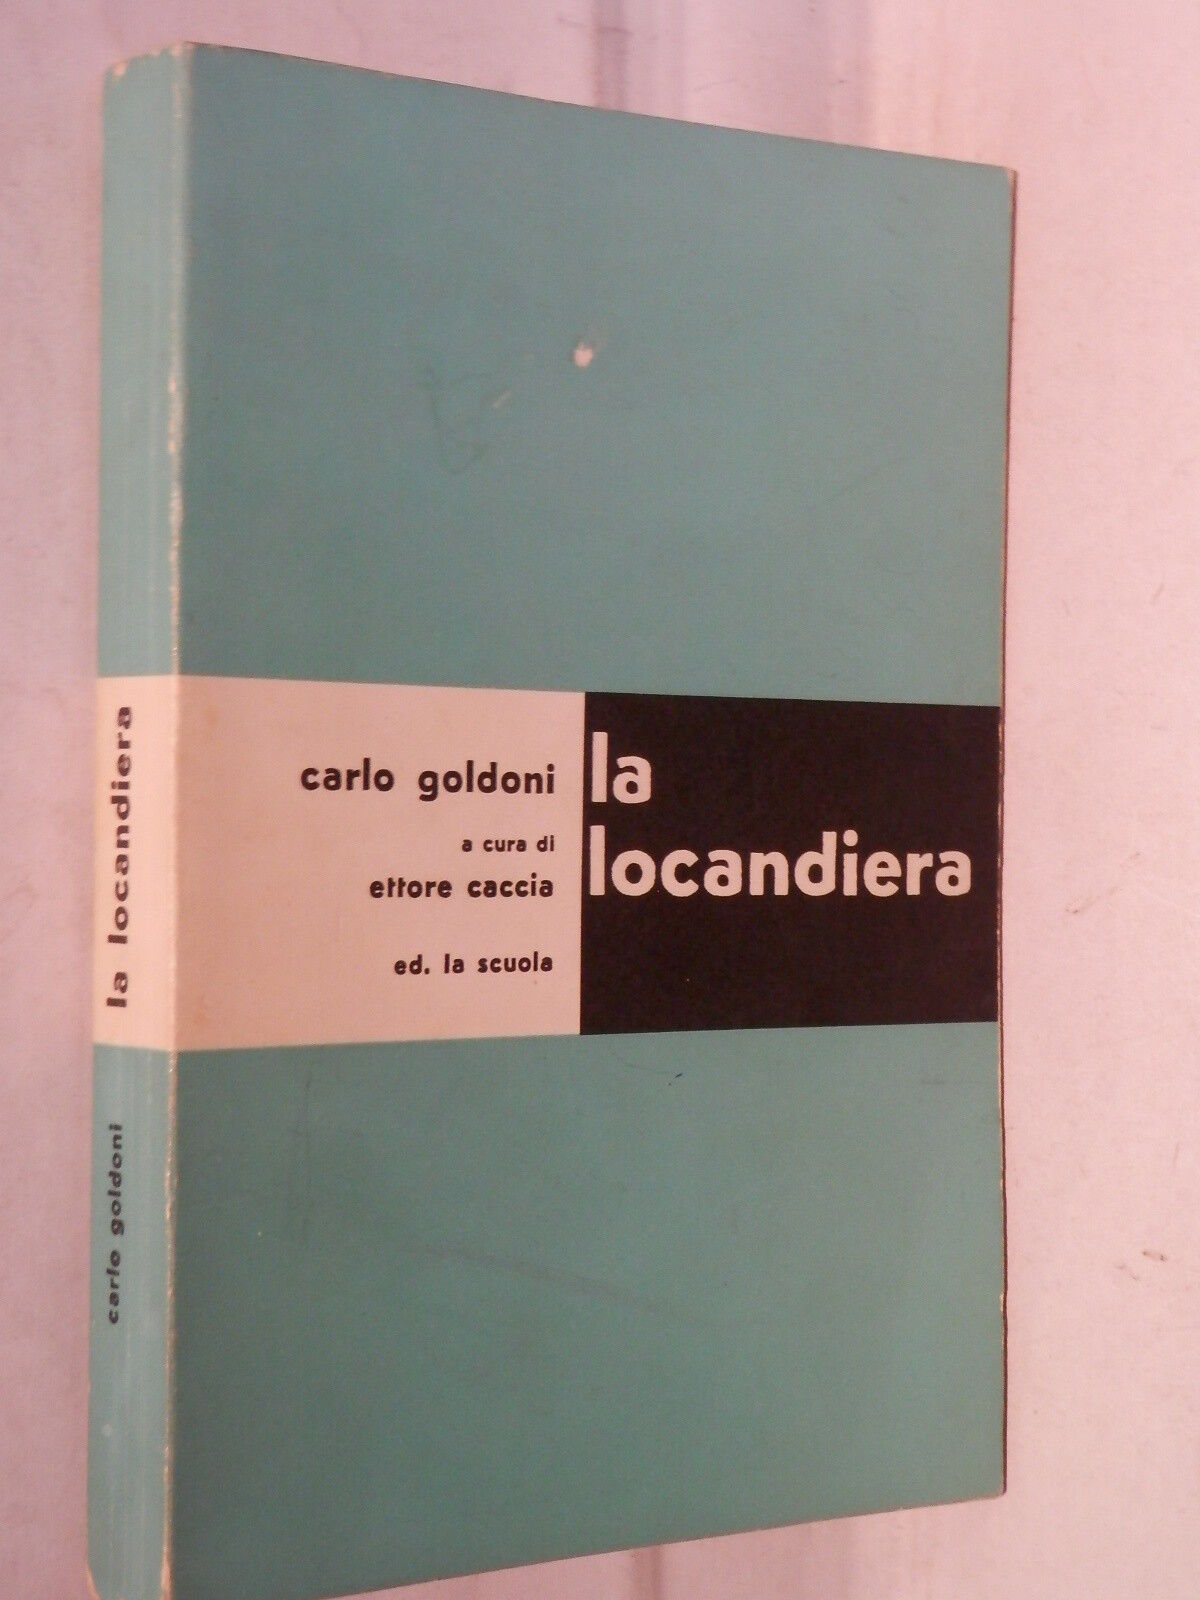 carlo goldoni
a cura di
ettore caccia
ed. la scuola
la
locandiera
la locandiera
carlo goldoni